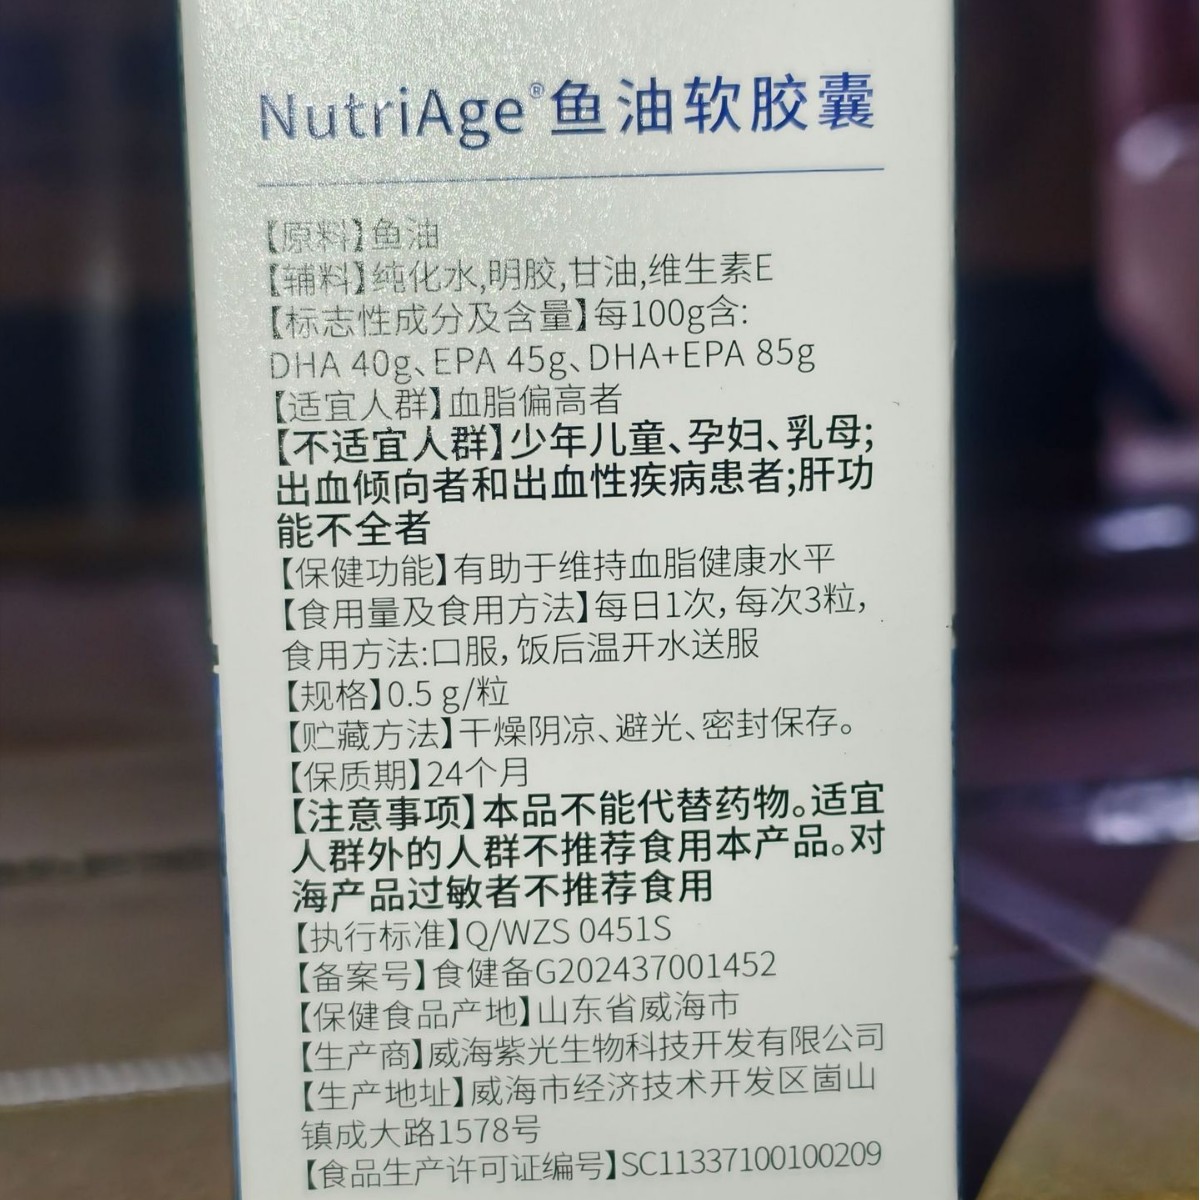 NutriAge®鱼油软胶囊
【原料】鱼油
【辅料】纯化水,明胶,甘油,维生素E
【标志性成分及含量】每100g含:
DHA 40g、EPA 45g、DHA+EPA 85g
【适宜人群】血脂偏高者
【不适宜人群】少年儿童、孕妇、乳母;
出血倾向者和出血性疾病患者;肝功
能不全者
【保健功能】有助于维持血脂健康水平
【食用量及食用方法】每日1次,每次3粒,
食用方法:口服,饭后温开水送服
【规格】0.5 g/粒
【贮藏方法】干燥阴凉、避光、密封保存。
【保质期】24个月
【注意事项】本品不能代替药物。适宜
人群外的人群不推荐食用本产品。对
海产品过敏者不推荐食用
【执行标准】Q/WZS 0451S
【备案号】食健备G202437001452
【保健食品产地】山东省威海市
【生产商】威海紫光生物科技开发有限公司
【生产地址】威海市经济技术开发区崮山
镇成大路1578号
【食品生产许可证编号】SC11337100100209